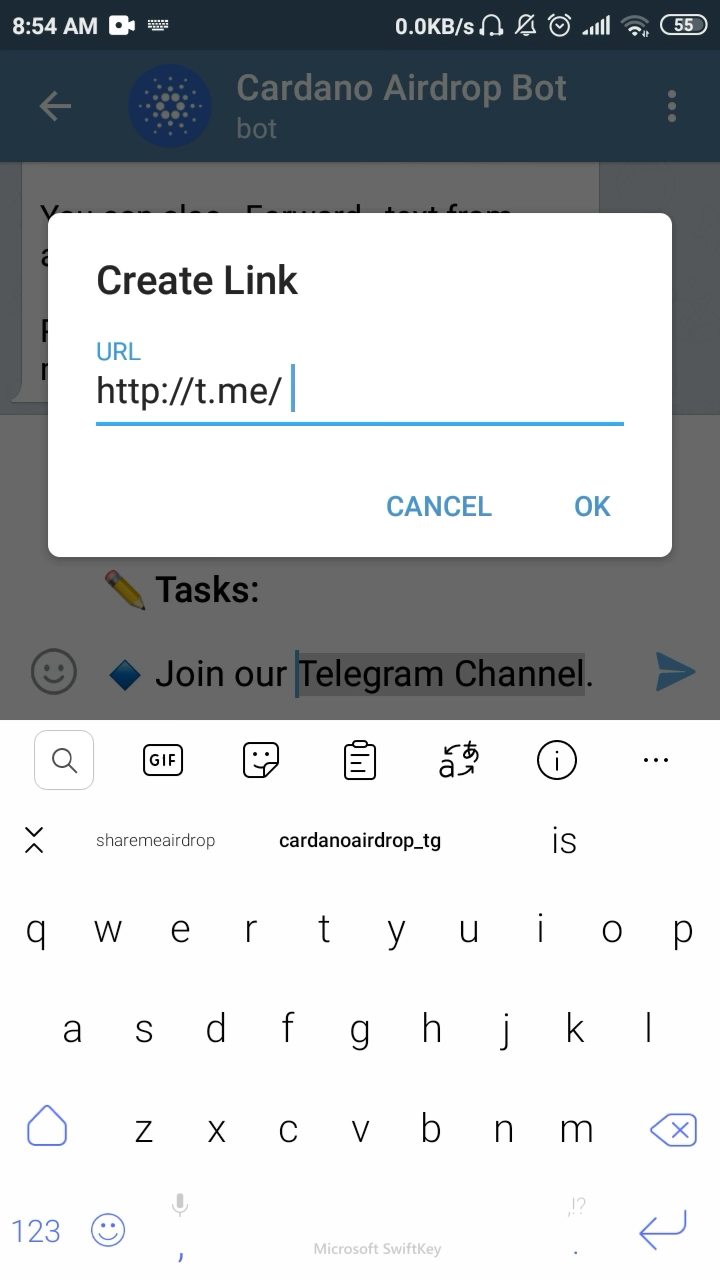 8:54 AM 0.0KB/s 55
Cardano Airdrop Bot
bot
You can also Forward text from
Create Link
URL
http://t.me/
CANCEL OK
Tasks:
Join our Telegram Channel.
GIF
sharemeairdrop cardanoairdrop_tg is
q w e r t y u i o p
a s d f g h j k l
z x c v b n m
,!?
123 , Microsoft SwiftKey .